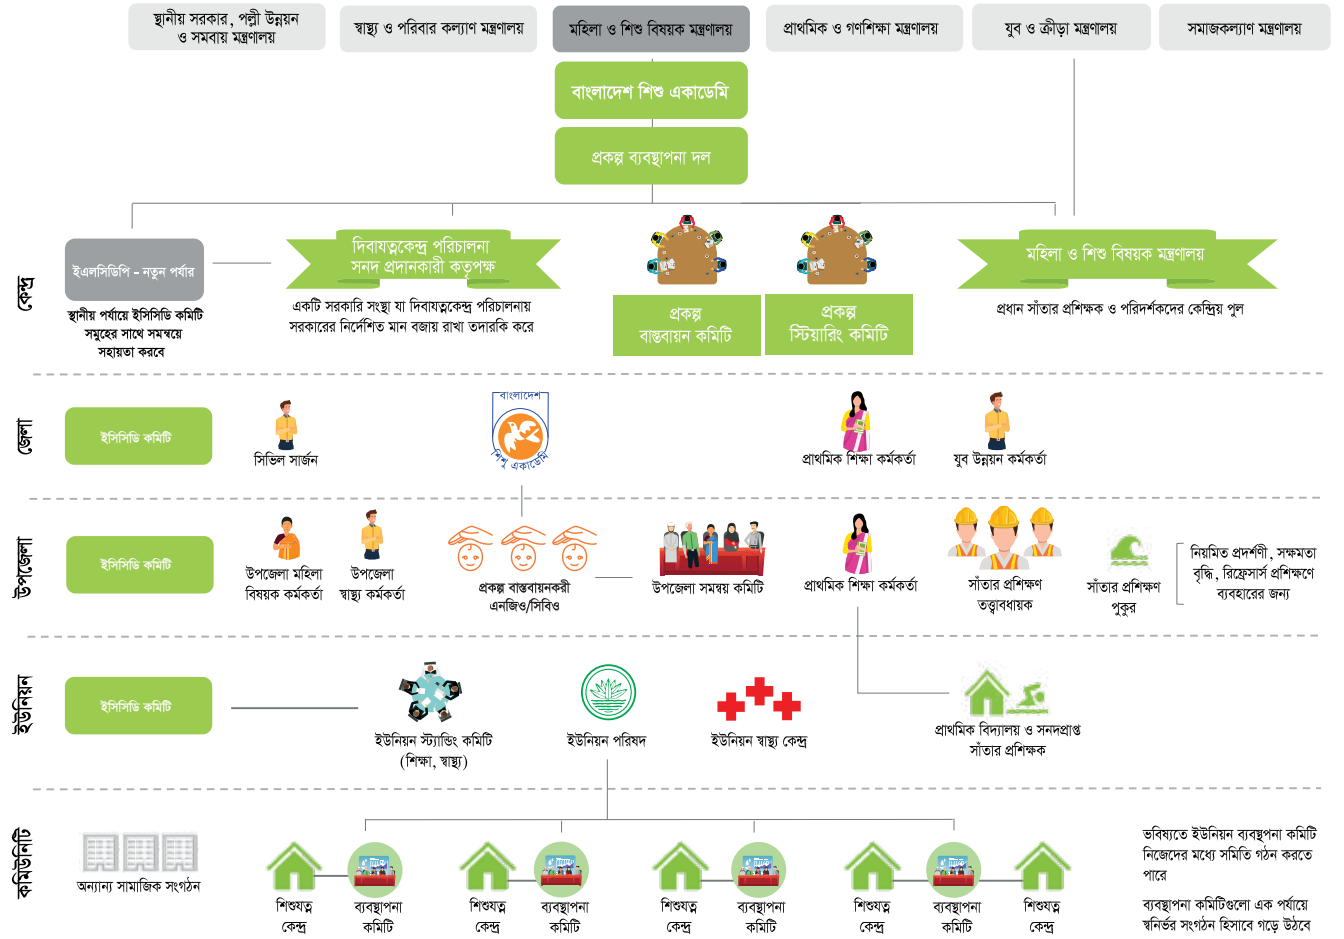 স্থানীয় সরকার, পল্লী উন্নয়ন
ও সমবায় মন্ত্রণালয়
স্বাস্থ্য ও পরিবার কল্যাণ মন্ত্রণালয়
মহিলা ও শিশু বিষয়ক মন্ত্রণালয়
প্রাথমিক ও গণশিক্ষা মন্ত্রণালয়
যুব ও ক্রীড়া মন্ত্রণালয়
সমাজকল্যাণ মন্ত্রণালয়
বাংলাদেশ শিশু একাডেমি
প্রকল্প ব্যবস্থাপনা দল
কেন্দ্র
ইএলসিডিপি - নতুন পর্যার
স্থানীয় পর্যায়ে ইসিসিডি কমিটি
সমুহের সাথে সমন্বয়ে
সহায়তা করবে
দিবাযত্নকেন্দ্র পরিচালনা
সনদ প্রদানকারী কতৃপক্ষ
একটি সরকারি সংস্থা যা দিবাযত্নকেন্দ্র পরিচালনায়
সরকারের নির্দেশিত মান বজায় রাখা তদারকি করে
প্রকল্প
বাস্তবায়ন কমিটি
প্রকল্প
স্টিয়ারিং কমিটি
মহিলা ও শিশু বিষয়ক মন্ত্রণালয়
প্রধান সাঁতার প্রশিক্ষক ও পরিদর্শকদের কেন্দ্রিয় পুল
জেলা
ইসিসিডি কমিটি
সিভিল সার্জন
বাংলাদেশ
শিশু একাডেমি
প্রাথমিক শিক্ষা কর্মকর্তা
যুব উন্নয়ন কর্মকর্তা
উপজেলা
ইসিসিডি কমিটি
উপজেলা মহিলা
বিষয়ক কর্মকর্তা
উপজেলা
স্বাস্থ্য কর্মকর্তা
প্রকল্প বাস্তবায়নকরী
এনজিও/সিবিও
উপজেলা সমন্বয় কমিটি
প্রাথমিক শিক্ষা কর্মকর্তা
সাঁতার প্রশিক্ষণ
তত্ত্বাবধায়ক
সাঁতার প্রশিক্ষণ
পুকুর
নিয়মিত প্রদর্শণী, সক্ষমতা
বৃদ্ধি, রিফ্রেসার্স প্রশিক্ষণে
ব্যবহারের জন্য
ইউনিয়ন
ইসিসিডি কমিটি
ইউনিয়ন স্ট্যান্ডিং কমিটি
(শিক্ষা, স্বাস্থ্য)
ইউনিয়ন পরিষদ
ইউনিয়ন স্বাস্থ্য কেন্দ্র
প্রাথমিক বিদ্যালয় ও সনদপ্রাপ্ত
সাঁতার প্রশিক্ষক
কমিউনিটি
অন্যান্য সামাজিক সংগঠন
শিশুযত্ন
কেন্দ্র
ব্যবস্থাপনা
কমিটি
শিশুযত্ন
কেন্দ্র
ব্যবস্থাপনা
কমিটি
শিশুযত্ন
কেন্দ্র
ব্যবস্থাপনা
কমিটি
শিশুযত্ন
কেন্দ্র
ব্যবস্থাপনা
কমিটি
শিশুযত্ন
কেন্দ্র
ভবিষ্যতে ইউনিয়ন ব্যবস্থপনা কমিটি
নিজেদের মধ্যে সমিতি গঠন করতে
পারে
ব্যবস্থাপনা কমিটিগুলো এক পর্যায়ে
স্বনির্ভর সংগঠন হিসাবে গড়ে উঠবে